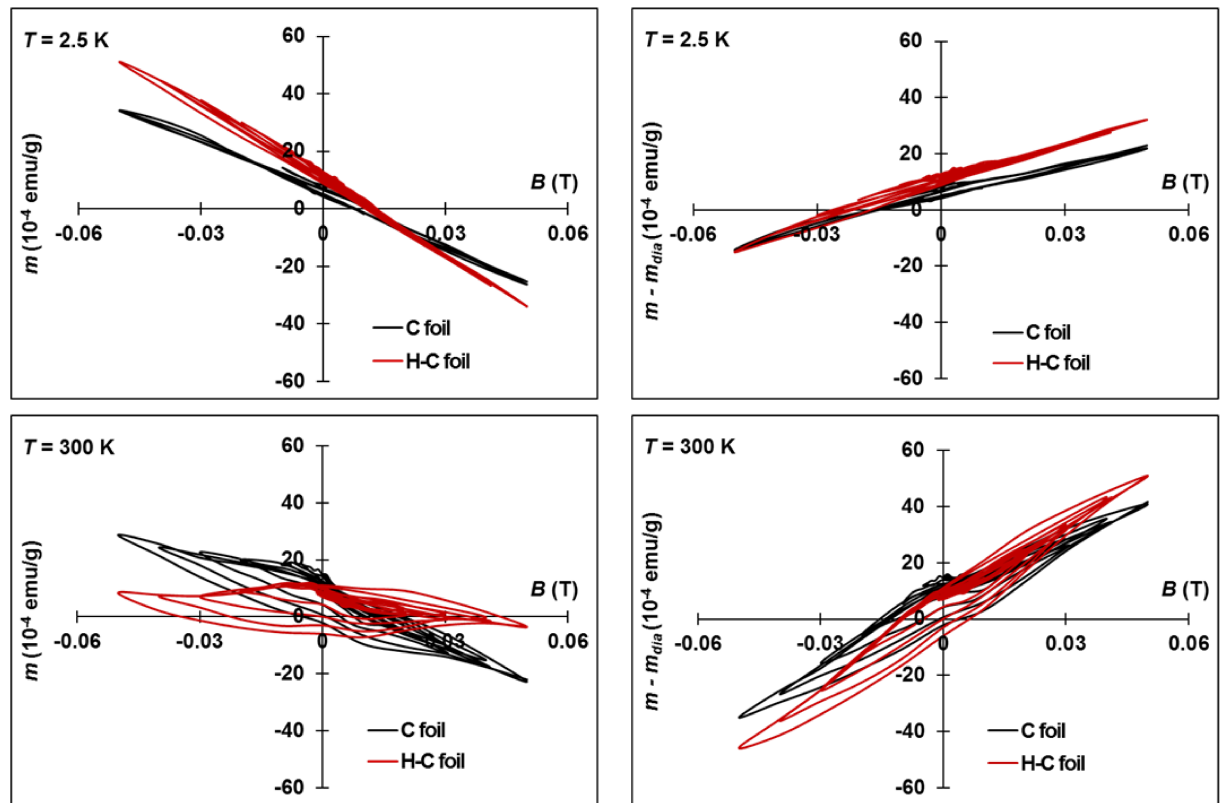 T = 2.5 K
m (10⁻⁴ emu/g)
60
40
20
0
-20
-40
-60
-0.06
-0.03
0
0.03
0.06
B (T)
C foil
H-C foil
T = 2.5 K
m - m_dia (10⁻⁴ emu/g)
60
40
20
0
-20
-40
-60
-0.06
-0.03
0
0.03
0.06
B (T)
C foil
H-C foil
T = 300 K
m (10⁻⁴ emu/g)
60
40
20
0
-20
-40
-60
-0.06
-0.03
0
0.03
0.06
B (T)
C foil
H-C foil
T = 300 K
m - m_dia (10⁻⁴ emu/g)
60
40
20
0
-20
-40
-60
-0.06
-0.03
0
0.03
0.06
B (T)
C foil
H-C foil